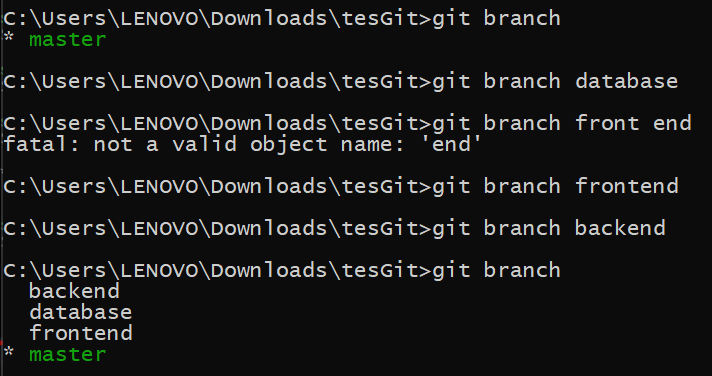 C:\Users\LENOVO\Downloads\tesGit>git branch
* master
C:\Users\LENOVO\Downloads\tesGit>git branch database
C:\Users\LENOVO\Downloads\tesGit>git branch front end
fatal: not a valid object name: 'end'
C:\Users\LENOVO\Downloads\tesGit>git branch frontend
C:\Users\LENOVO\Downloads\tesGit>git branch backend
C:\Users\LENOVO\Downloads\tesGit>git branch
  backend
  database
  frontend
* master